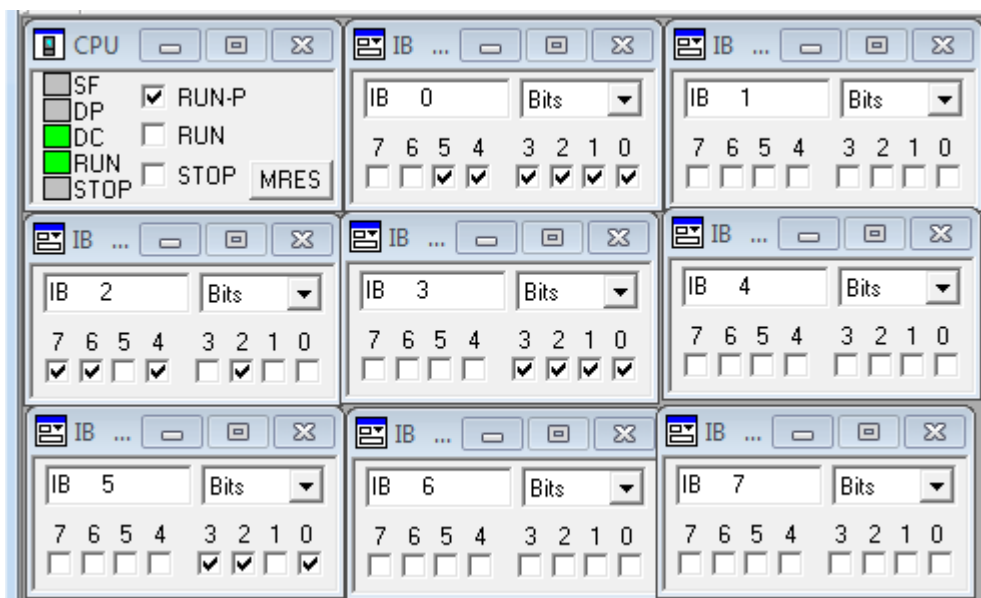 CPU
SF
DP
DC
RUN
STOP
RUN-P
RUN
STOP
MRES
IB ...
IB 0 Bits
7 6 5 4 3 2 1 0
IB ...
IB 1 Bits
7 6 5 4 3 2 1 0
IB ...
IB 2 Bits
7 6 5 4 3 2 1 0
IB ...
IB 3 Bits
7 6 5 4 3 2 1 0
IB ...
IB 4 Bits
7 6 5 4 3 2 1 0
IB ...
IB 5 Bits
7 6 5 4 3 2 1 0
IB ...
IB 6 Bits
7 6 5 4 3 2 1 0
IB ...
IB 7 Bits
7 6 5 4 3 2 1 0